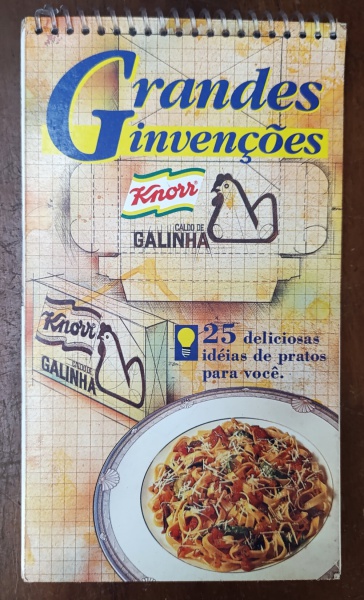 Grandes
invenções
Knorr
CALDO DE
GALINHA
Knorr
CALDO DE
GALINHA
25 deliciosas
idéias de pratos
para você.